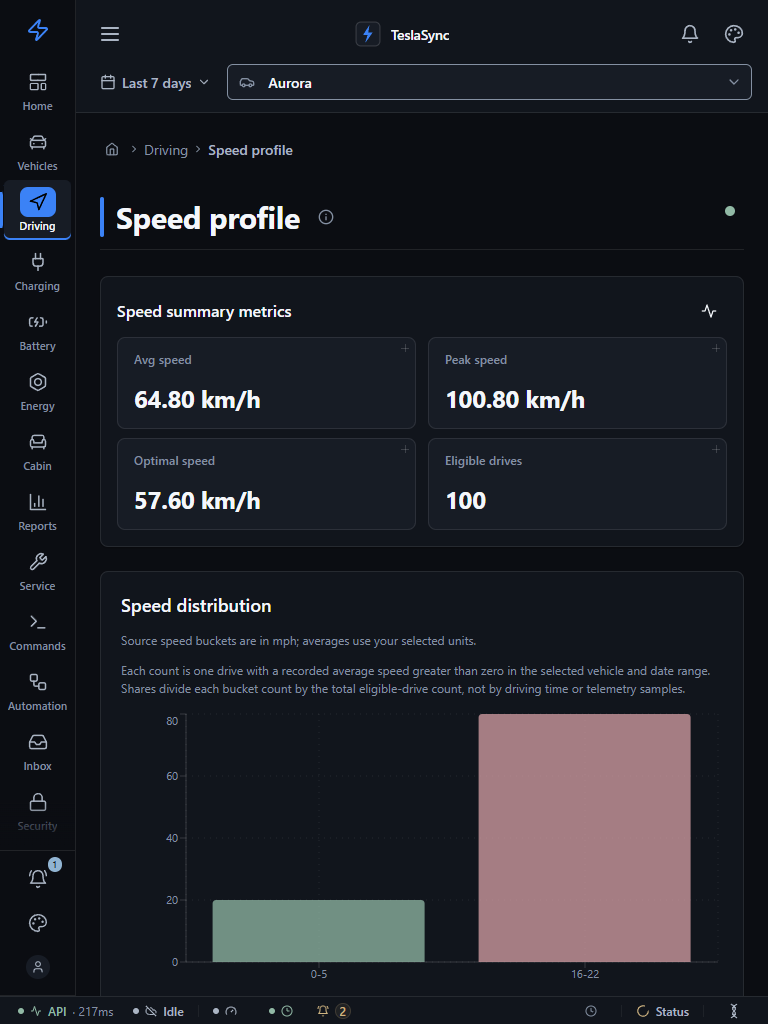 TeslaSync
Last 7 days
Aurora
Home
Vehicles
Driving
Charging
Battery
Energy
Cabin
Reports
Service
Commands
Automation
Inbox
Security
1
Driving
Speed profile
Speed profile
Speed summary metrics
Avg speed
64.80 km/h
Peak speed
100.80 km/h
Optimal speed
57.60 km/h
Eligible drives
100
Speed distribution
Source speed buckets are in mph; averages use your selected units.
Each count is one drive with a recorded average speed greater than zero in the selected vehicle and date range.
Shares divide each bucket count by the total eligible-drive count, not by driving time or telemetry samples.
80
60
40
20
0
0-5
16-22
API · 217ms
Idle
2
Status